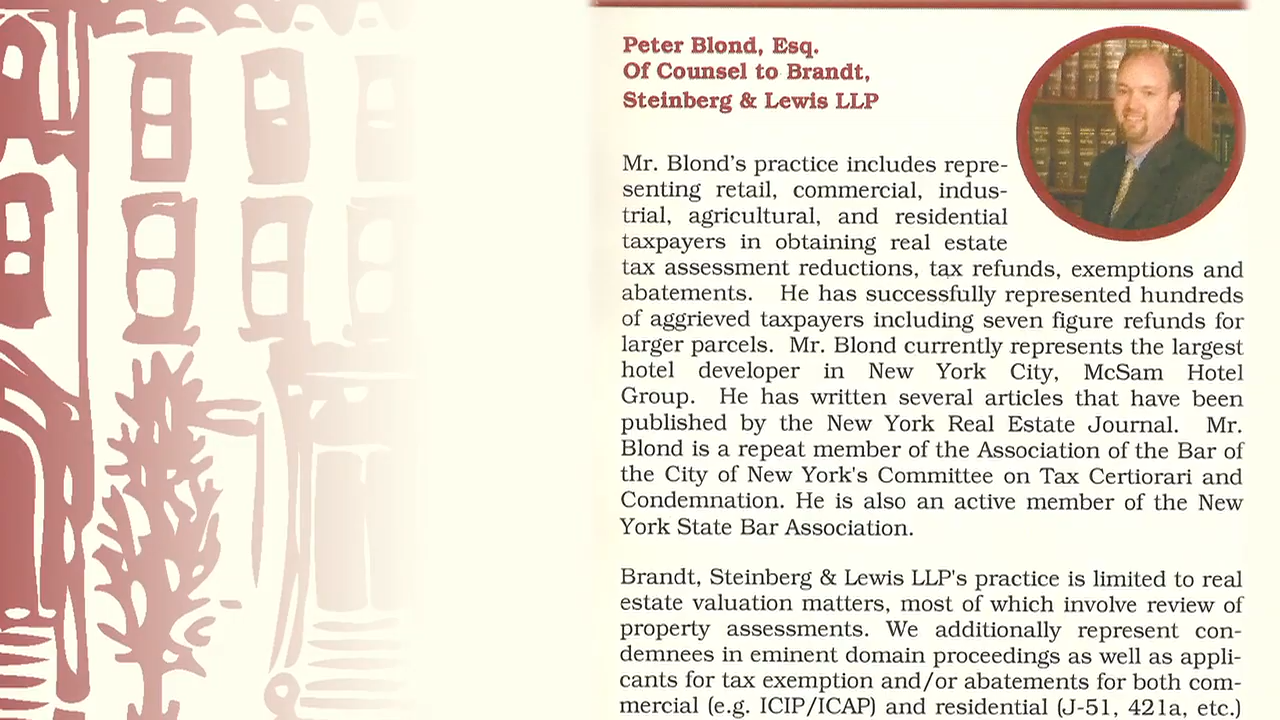 Peter Blond, Esq.
Of Counsel to Brandt,
Steinberg & Lewis LLP
Mr. Blond's practice includes repre-
senting retail, commercial, indus-
trial, agricultural, and residential
taxpayers in obtaining real estate
tax assessment reductions, tax refunds, exemptions and
abatements. He has successfully represented hundreds
of aggrieved taxpayers including seven figure refunds for
larger parcels. Mr. Blond currently represents the largest
hotel developer in New York City, McSam Hotel
Group. He has written several articles that have been
published by the New York Real Estate Journal. Mr.
Blond is a repeat member of the Association of the Bar of
the City of New York's Committee on Tax Certiorari and
Condemnation. He is also an active member of the New
York State Bar Association.
Brandt, Steinberg & Lewis LLP's practice is limited to real
estate valuation matters, most of which involve review of
property assessments. We additionally represent con-
demnees in eminent domain proceedings as well as appli-
cants for tax exemption and/or abatements for both com-
mercial (e.g. ICIP/ICAP) and residential (J-51, 421a, etc.)